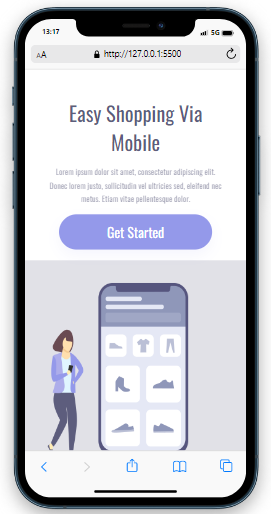 13:17
5G
AA
http://127.0.0.1:5500
Easy Shopping Via
Mobile
Lorem ipsum dolor sit amet, consectetur adipiscing elit.
Donec lorem justo, sollicitudin vel ultricies sed, eleifend nec
metus. Etiam vitae pellentesque dolor.
Get Started